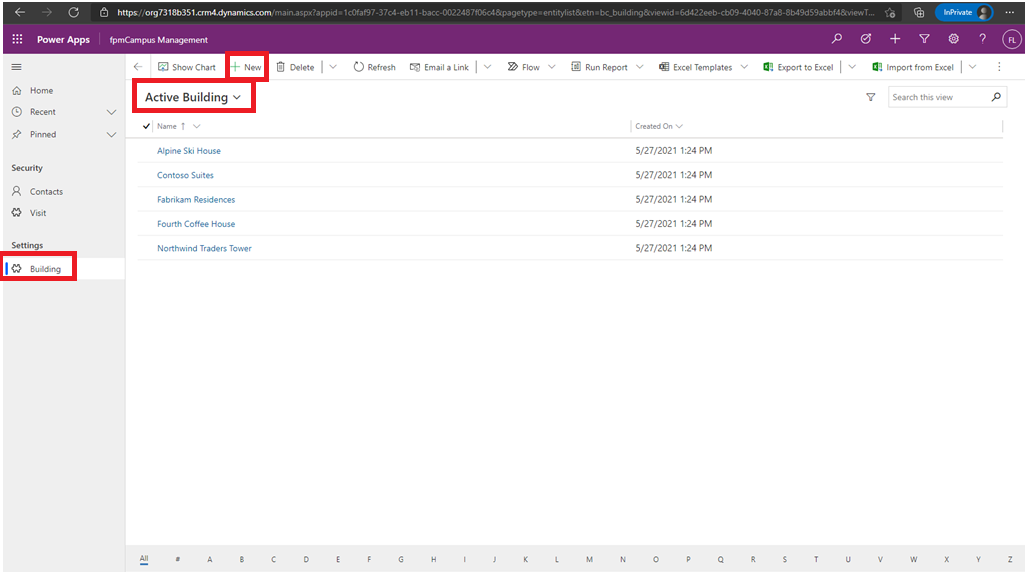 https://org7318b351.crm4.dynamics.com/main.aspx?appid=1c0faf97-37c4-eb11-bacc-0022487f06c4&pagetype=entitylist&etn=bc_building&viewid=6d422eeb-cb09-4040-87a8-8b49d59abbf4&viewT... InPrivate
Power Apps fpmCampus Management ? FL
Show Chart New Delete Refresh Email a Link Flow Run Report Excel Templates Export to Excel Import from Excel
Home
Recent
Pinned
Security
Contacts
Visit
Settings
Building
Active Building Search this view
Name Created On
Alpine Ski House 5/27/2021 1:24 PM
Contoso Suites 5/27/2021 1:24 PM
Fabrikam Residences 5/27/2021 1:24 PM
Fourth Coffee House 5/27/2021 1:24 PM
Northwind Traders Tower 5/27/2021 1:24 PM
All # A B C D E F G H I J K L M N O P Q R S T U V W X Y Z